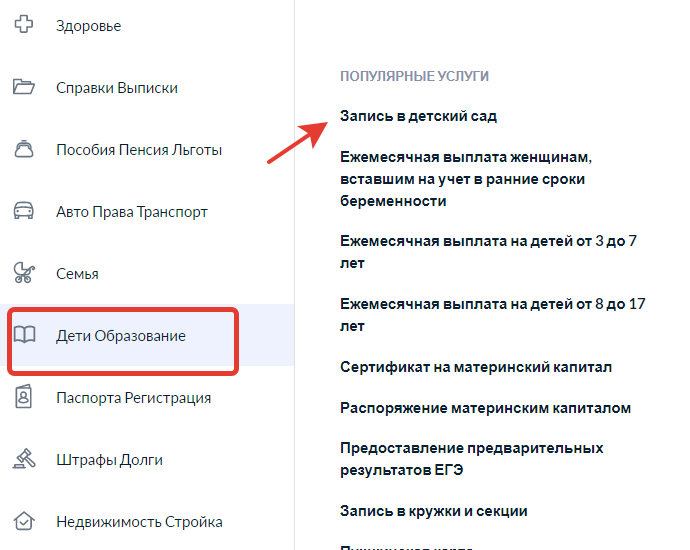 Здоровье
Справки Выписки
Пособия Пенсия Льготы
Авто Права Транспорт
Семья
Дети Образование
Паспорта Регистрация
Штрафы Долги
Недвижимость Стройка
ПОПУЛЯРНЫЕ УСЛУГИ
Запись в детский сад
Ежемесячная выплата женщинам,
вставшим на учет в ранние сроки
беременности
Ежемесячная выплата на детей от 3 до 7
лет
Ежемесячная выплата на детей от 8 до 17
лет
Сертификат на материнский капитал
Распоряжение материнским капиталом
Предоставление предварительных
результатов ЕГЭ
Запись в кружки и секции
Пушкинская карта